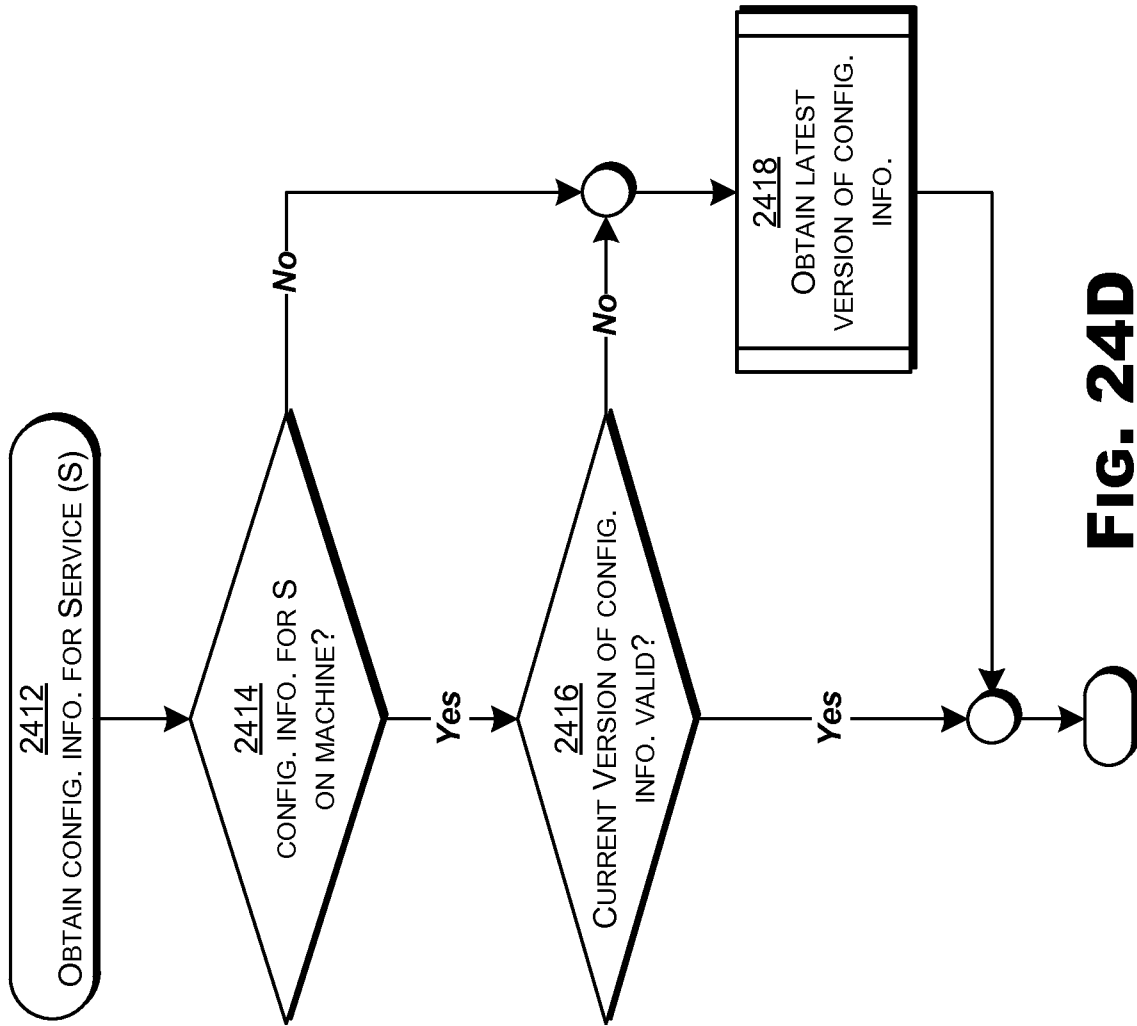 2412
OBTAIN CONFIG. INFO. FOR SERVICE (S)
2414
CONFIG. INFO. FOR S
ON MACHINE?
No
Yes
2416
CURRENT VERSION OF CONFIG.
INFO. VALID?
No
Yes
2418
OBTAIN LATEST
VERSION OF CONFIG.
INFO.
FIG. 24D